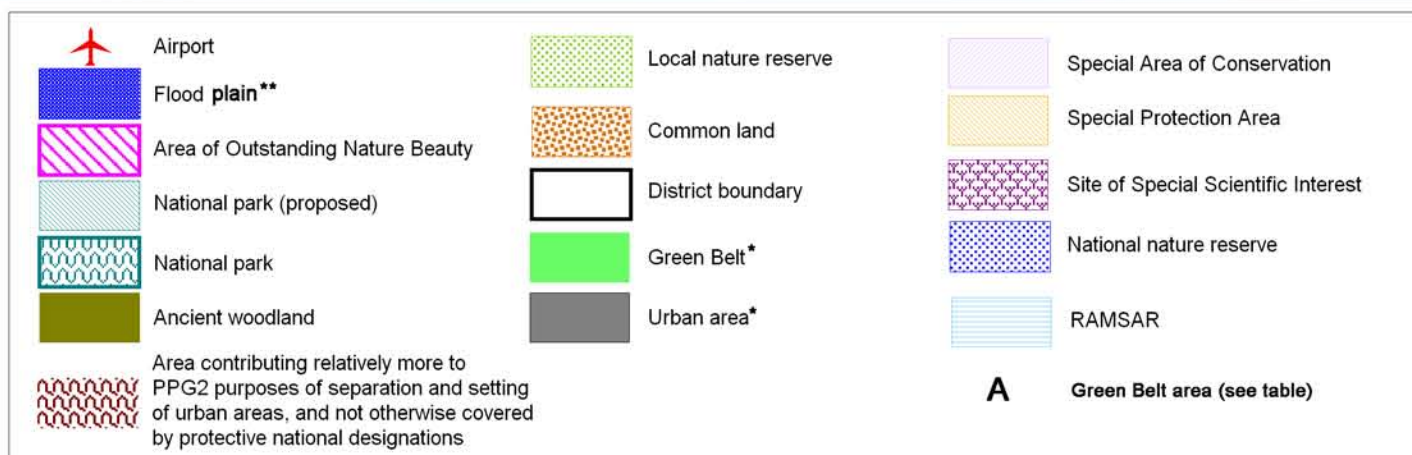 Airport
Flood plain**
Area of Outstanding Nature Beauty
National park (proposed)
National park
Ancient woodland
Area contributing relatively more to
PPG2 purposes of separation and setting
of urban areas, and not otherwise covered
by protective national designations
Local nature reserve
Common land
District boundary
Green Belt*
Urban area*
Special Area of Conservation
Special Protection Area
Site of Special Scientific Interest
National nature reserve
RAMSAR
A Green Belt area (see table)